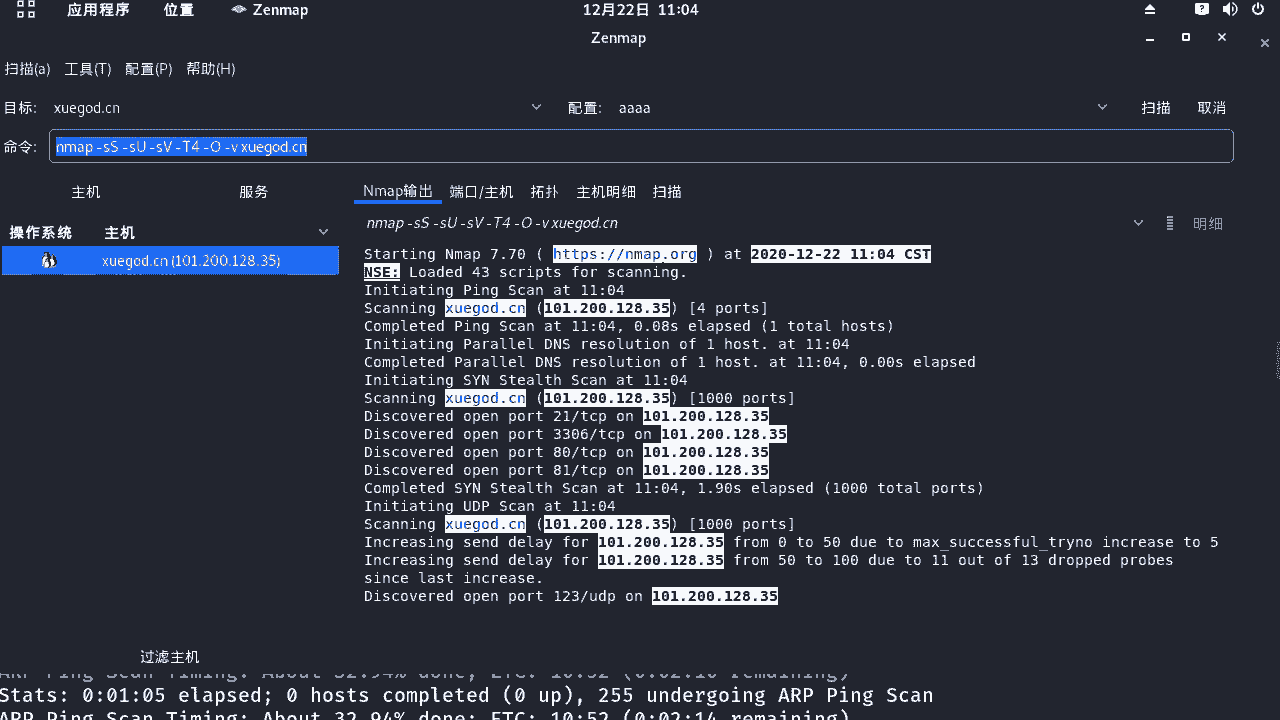 应用程序 位置 Zenmap 12月22日 11:04
Zenmap
扫描(a) 工具(T) 配置(P) 帮助(H)
目标: xuegod.cn 配置: aaaa 扫描 取消
命令: nmap -sS -sU -sV -T4 -O -v xuegod.cn
主机 服务 Nmap输出 端口/主机 拓扑 主机明细 扫描
操作系统 主机 nmap -sS -sU -sV -T4 -O -v xuegod.cn 明细
xuegod.cn (101.200.128.35)
Starting Nmap 7.70 ( https://nmap.org ) at 2020-12-22 11:04 CST
NSE: Loaded 43 scripts for scanning.
Initiating Ping Scan at 11:04
Scanning xuegod.cn (101.200.128.35) [4 ports]
Completed Ping Scan at 11:04, 0.08s elapsed (1 total hosts)
Initiating Parallel DNS resolution of 1 host. at 11:04
Completed Parallel DNS resolution of 1 host. at 11:04, 0.00s elapsed
Initiating SYN Stealth Scan at 11:04
Scanning xuegod.cn (101.200.128.35) [1000 ports]
Discovered open port 21/tcp on 101.200.128.35
Discovered open port 3306/tcp on 101.200.128.35
Discovered open port 80/tcp on 101.200.128.35
Discovered open port 81/tcp on 101.200.128.35
Completed SYN Stealth Scan at 11:04, 1.90s elapsed (1000 total ports)
Initiating UDP Scan at 11:04
Scanning xuegod.cn (101.200.128.35) [1000 ports]
Increasing send delay for 101.200.128.35 from 0 to 50 due to max_successful_tryno increase to 5
Increasing send delay for 101.200.128.35 from 50 to 100 due to 11 out of 13 dropped probes
since last increase.
Discovered open port 123/udp on 101.200.128.35
过滤主机
ARP Ping Scan Timing: About 32.94% done; ETC: 10:52 (0:02:10 remaining)
Stats: 0:01:05 elapsed; 0 hosts completed (0 up), 255 undergoing ARP Ping Scan
ARP Ping Scan Timing: About 32.94% done; ETC: 10:52 (0:02:14 remaining)